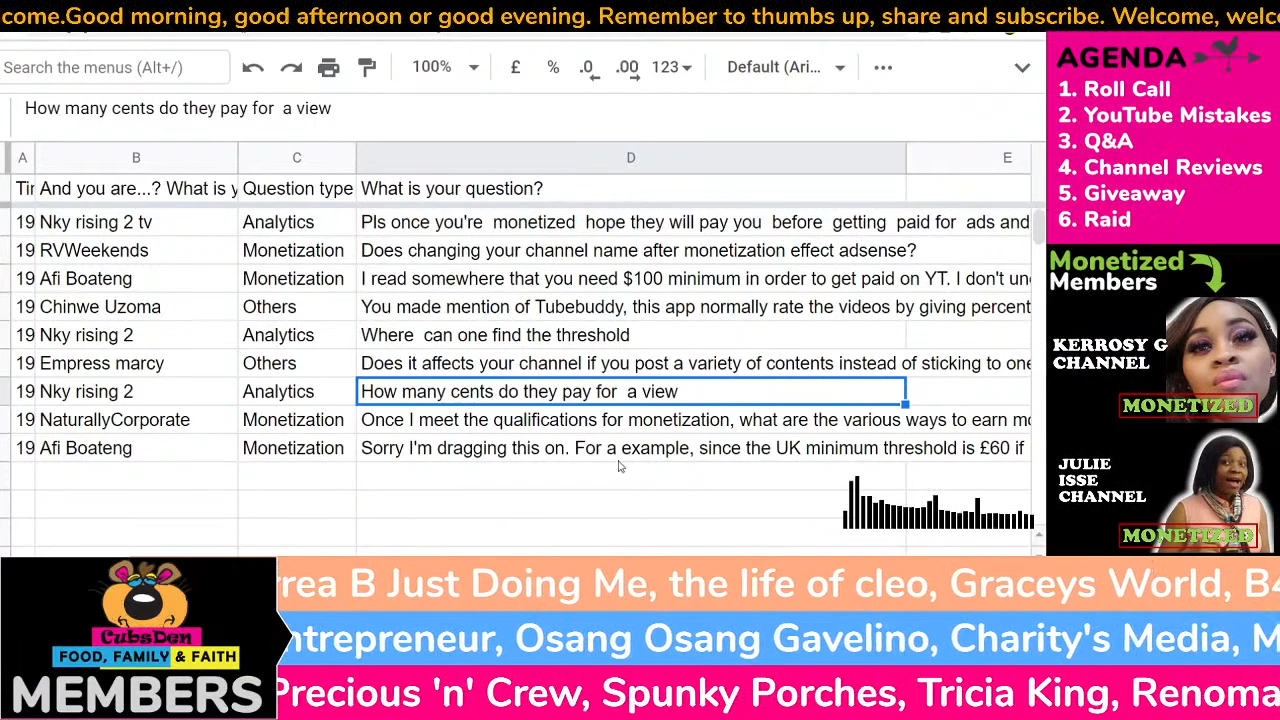 come.Good morning, good afternoon or good evening. Remember to thumbs up, share and subscribe. Welcome, welc
Search the menus (Alt+/)
100%
£
%
.0
.00
123
Default (Ari...
How many cents do they pay for  a view
A B C D E
And you are...? What is y Question type What is your question?
19 Nky rising 2 tv Analytics Pls once you're  monetized  hope they will pay you  before  getting  paid for  ads and
19 RVWeekends Monetization Does changing your channel name after monetization effect adsense?
19 Afi Boateng Monetization I read somewhere that you need $100 minimum in order to get paid on YT. I don't un
19 Chinwe Uzoma Others You made mention of Tubebuddy, this app normally rate the videos by giving percent
19 Nky rising 2 Analytics Where  can one find the threshold
19 Empress marcy Others Does it affects your channel if you post a variety of contents instead of sticking to one
19 Nky rising 2 Analytics How many cents do they pay for  a view
19 NaturallyCorporate Monetization Once I meet the qualifications for monetization, what are the various ways to earn mo
19 Afi Boateng Monetization Sorry I'm dragging this on. For a example, since the UK minimum threshold is £60 if
AGENDA
1. Roll Call
2. YouTube Mistakes
3. Q&A
4. Channel Reviews
5. Giveaway
6. Raid
Monetized
Members
KERROSY G
CHANNEL
MONETIZED
JULIE
ISSE
CHANNEL
MONETIZED
CubsDen
FOOD, FAMILY & FAITH
MEMBERS
rea B Just Doing Me, the life of cleo, Graceys World, B
ntrepreneur, Osang Osang Gavelino, Charity's Media, M
Precious 'n' Crew, Spunky Porches, Tricia King, Renoma